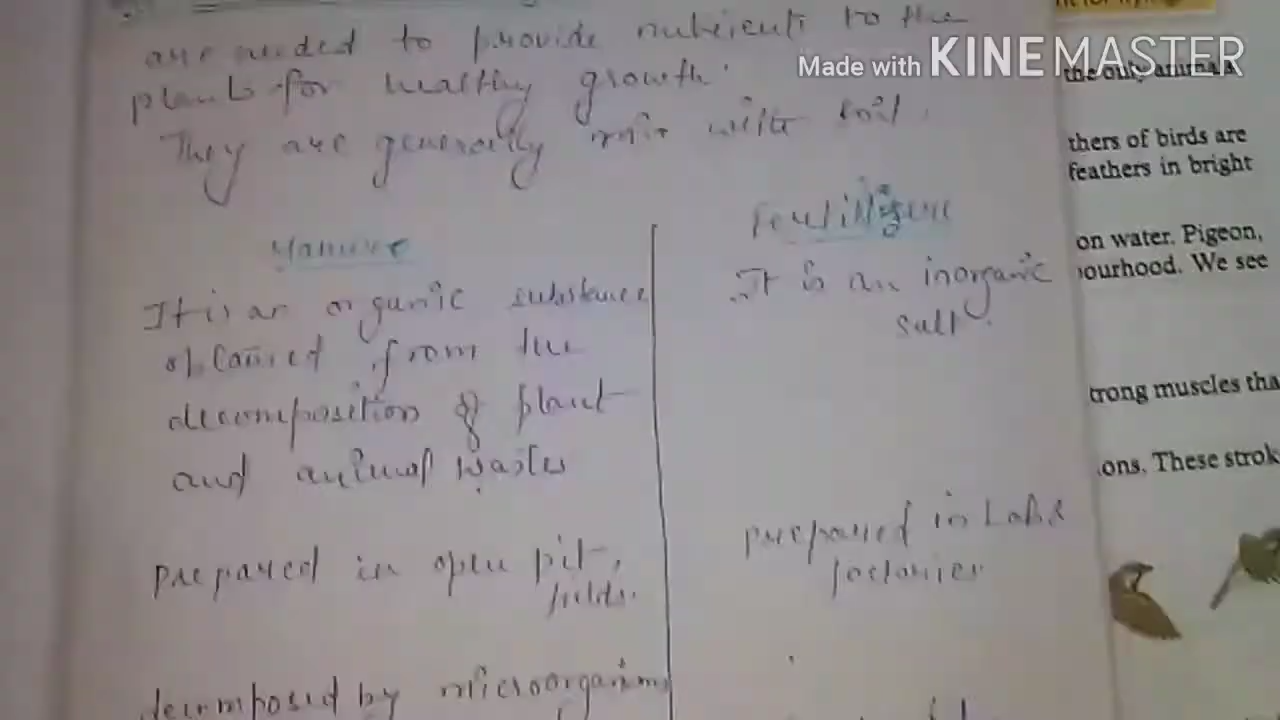 are needed to provide nutrients to the
plants for healthy growth.
They are generally mix with soil.
Made with KINEMASTER
Manure
It is an organic substance
obtained from the
decomposition of plant
and animal wastes
prepared in open pit,
fields.
decomposed by microorganisms
Fertilizer
It is an inorganic
salt.
prepared in Labs
factories
the only animals
thers of birds are
feathers in bright
on water. Pigeon,
ourhood. We see
trong muscles tha
ons. These strok